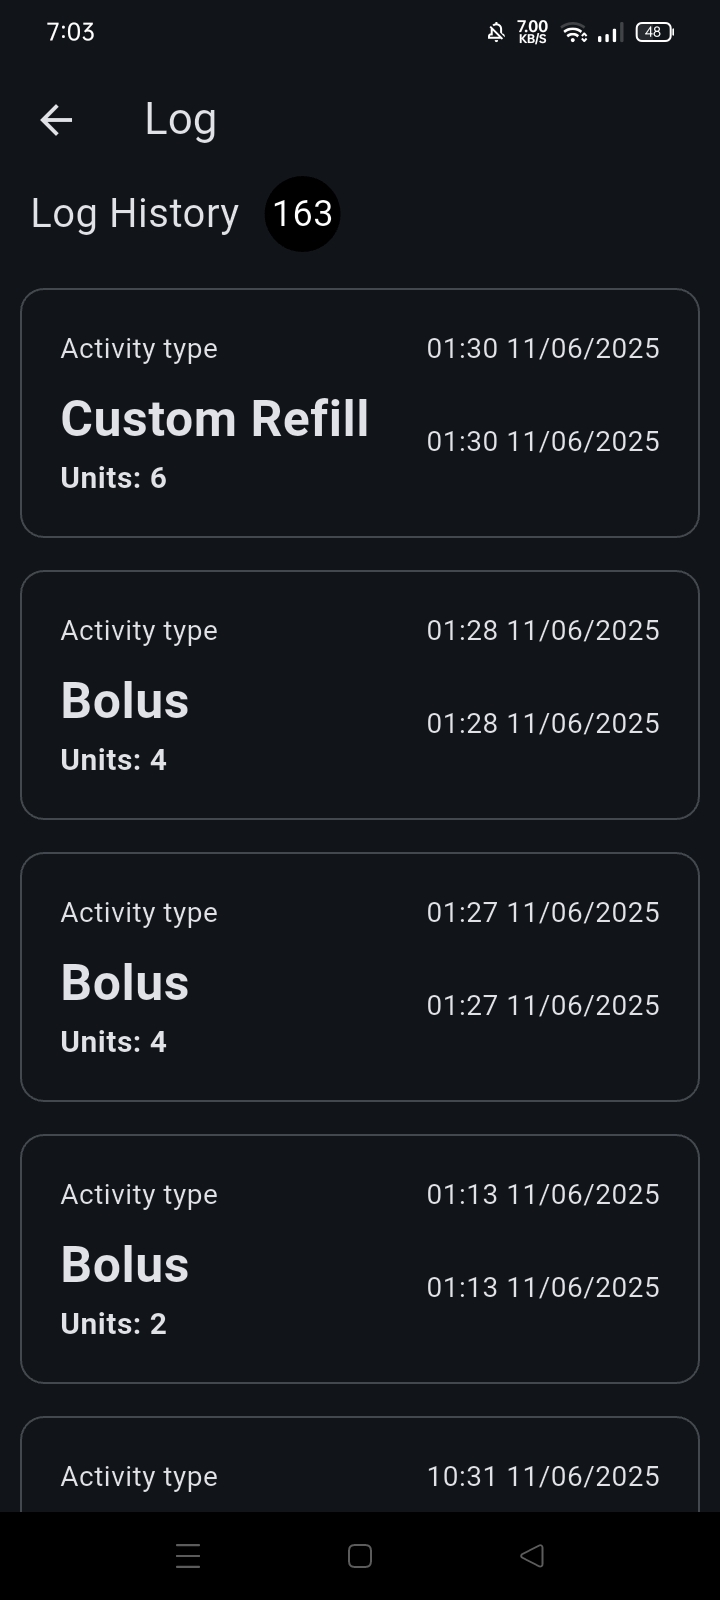 7:03
7.00
KB/S
48
Log
Log History 163
Activity type 01:30 11/06/2025
Custom Refill
01:30 11/06/2025
Units: 6
Activity type 01:28 11/06/2025
Bolus
01:28 11/06/2025
Units: 4
Activity type 01:27 11/06/2025
Bolus
01:27 11/06/2025
Units: 4
Activity type 01:13 11/06/2025
Bolus
01:13 11/06/2025
Units: 2
Activity type 10:31 11/06/2025